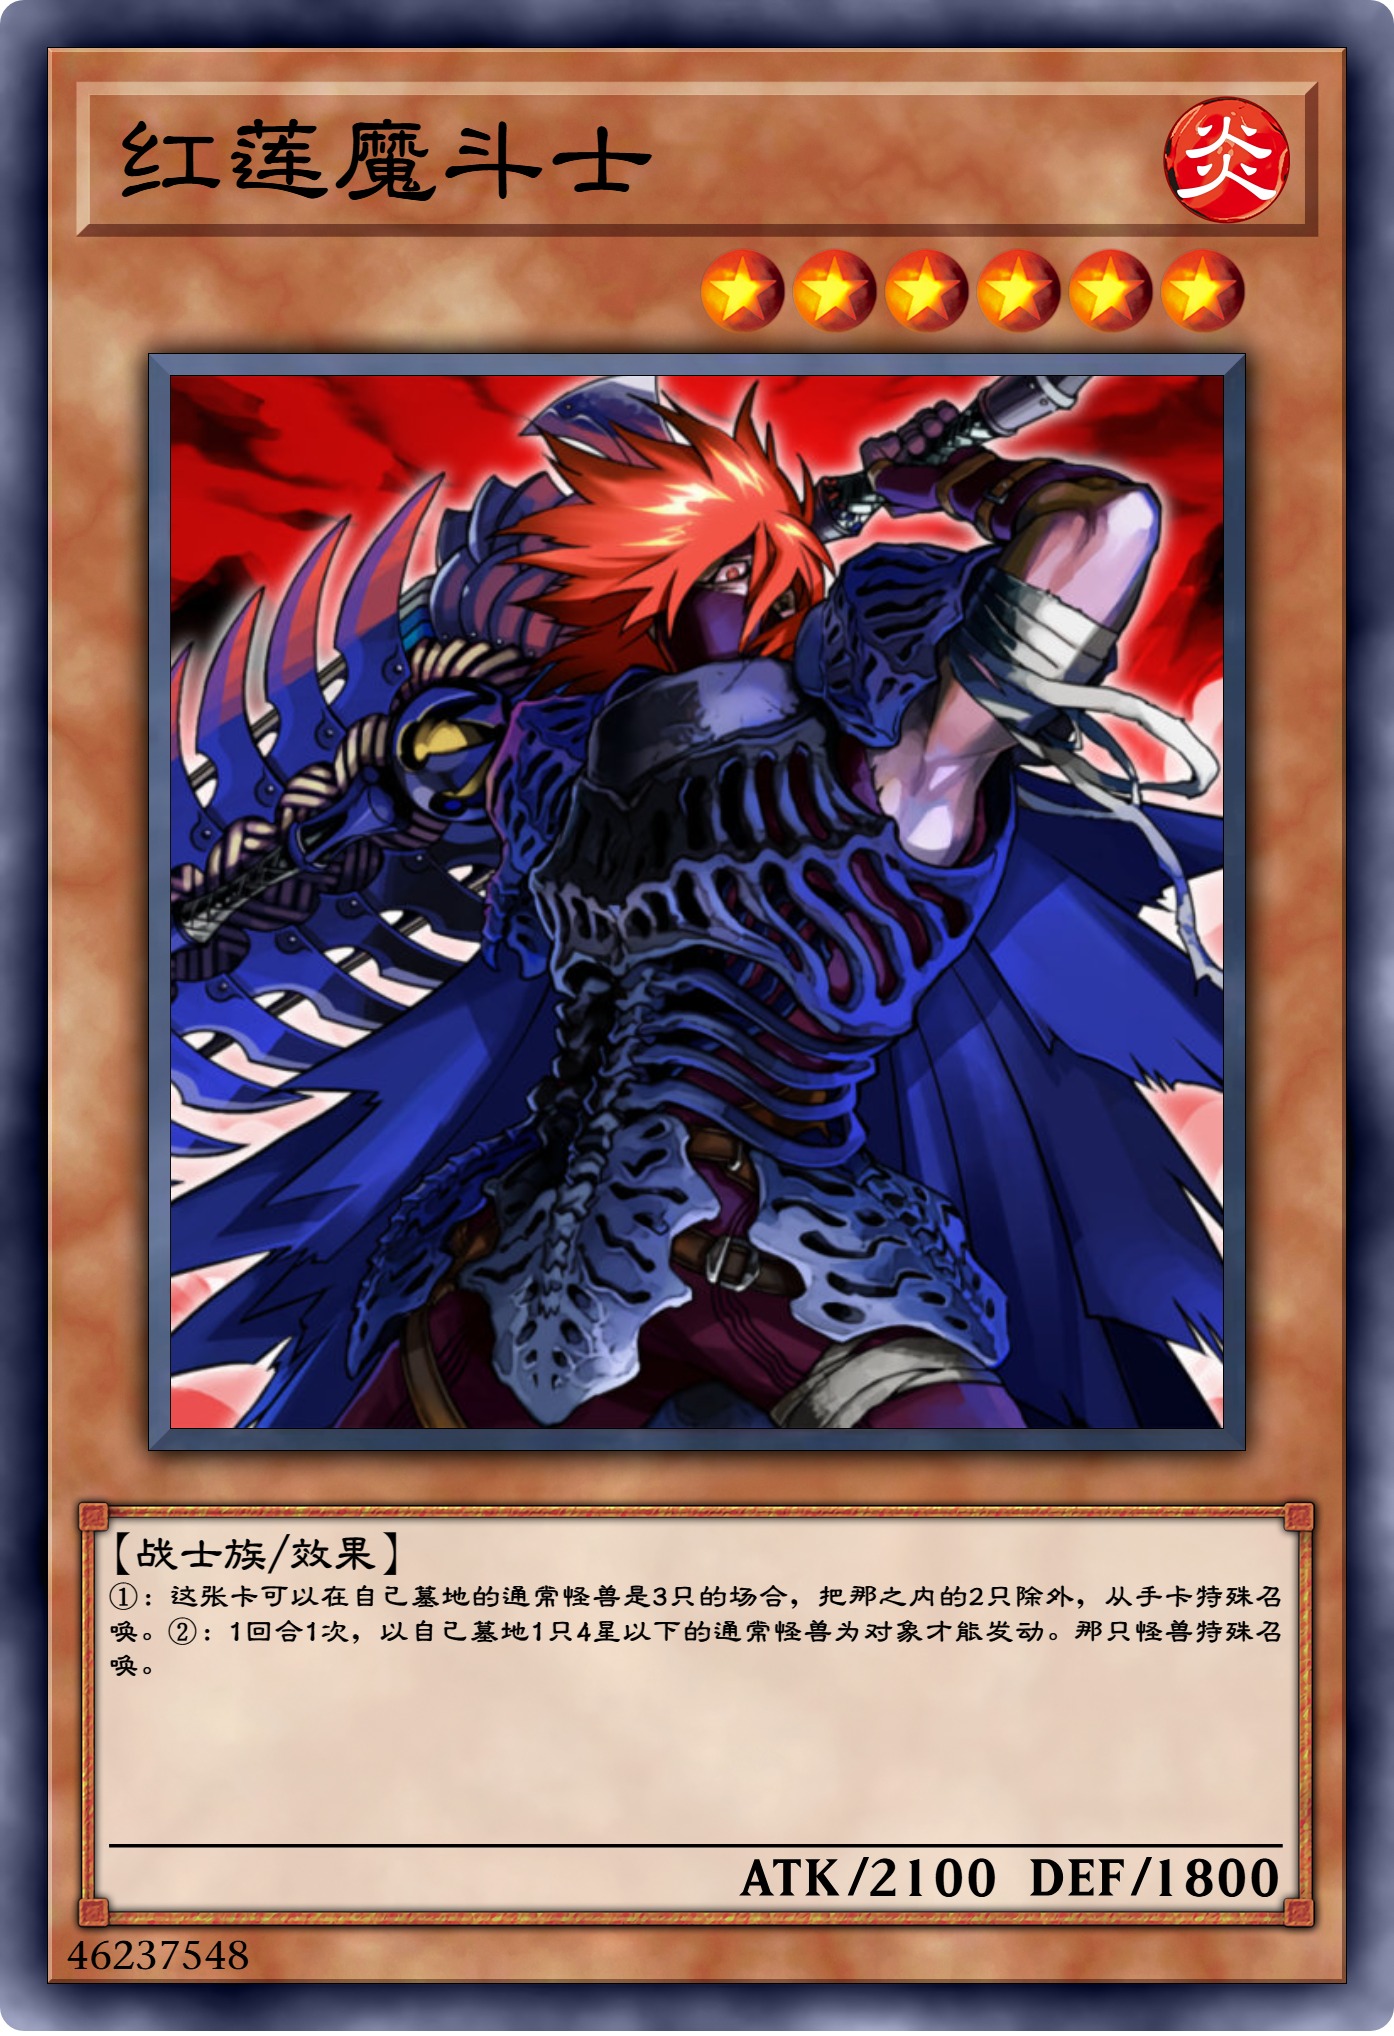 红莲魔斗士
炎
【战士族/效果】
①：这张卡可以在自己墓地的通常怪兽是3只的场合，把那之内的2只除外，从手卡特殊召
唤。②：1回合1次，以自己墓地1只4星以下的通常怪兽为对象才能发动。那只怪兽特殊召
唤。
ATK/2100 DEF/1800
46237548